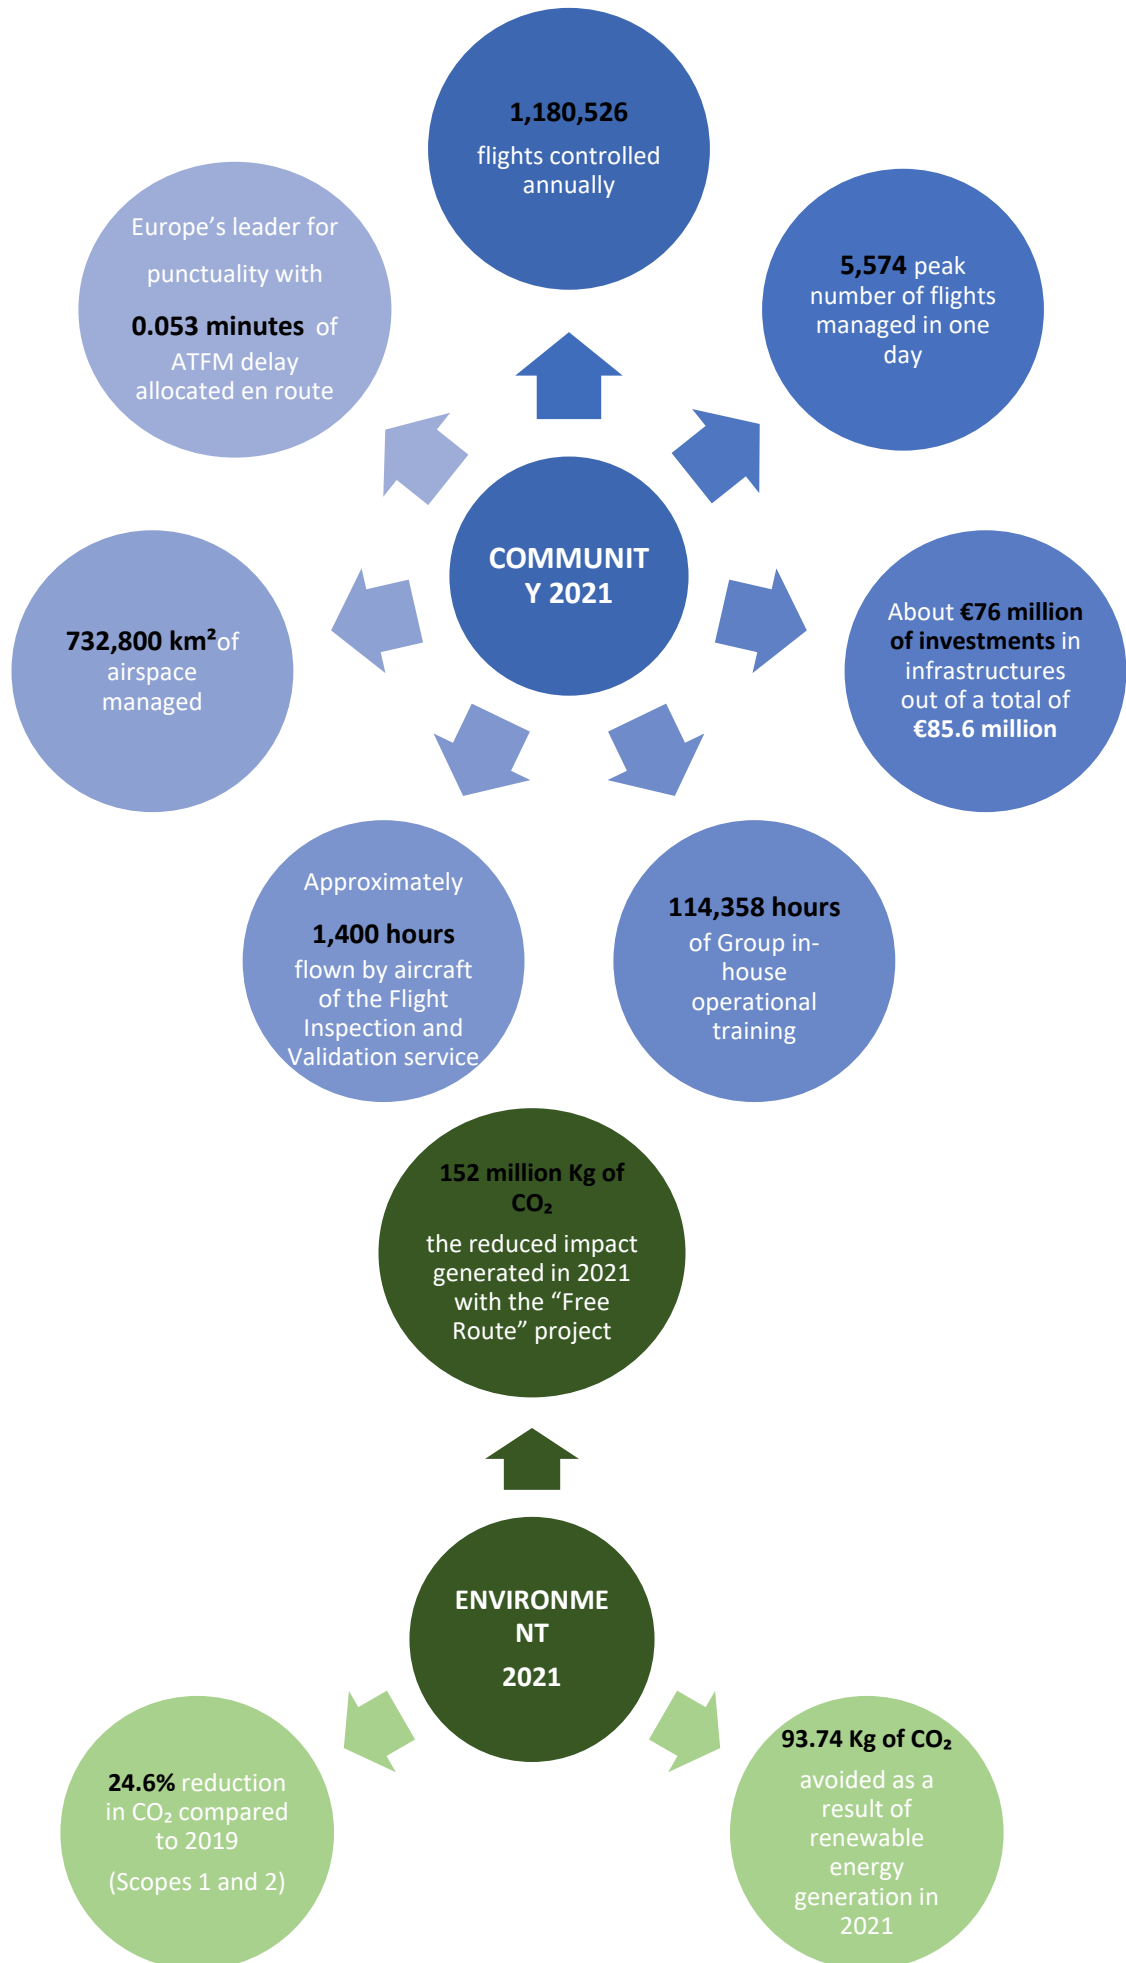 1,180,526
flights controlled
annually
Europe’s leader for
punctuality with
0.053 minutes of
ATFM delay
allocated en route
5,574 peak
number of flights
managed in one
day
COMMUNIT
Y 2021
732,800 km² of
airspace
managed
About €76 million
of investments in
infrastructures
out of a total of
€85.6 million
Approximately
1,400 hours
flown by aircraft
of the Flight
Inspection and
Validation service
114,358 hours
of Group in-
house
operational
training
152 million Kg of
CO₂
the reduced impact
generated in 2021
with the “Free
Route” project
ENVIRONME
NT
2021
24.6% reduction
in CO₂ compared
to 2019
(Scopes 1 and 2)
93.74 Kg of CO₂
avoided as a
result of
renewable
energy
generation in
2021